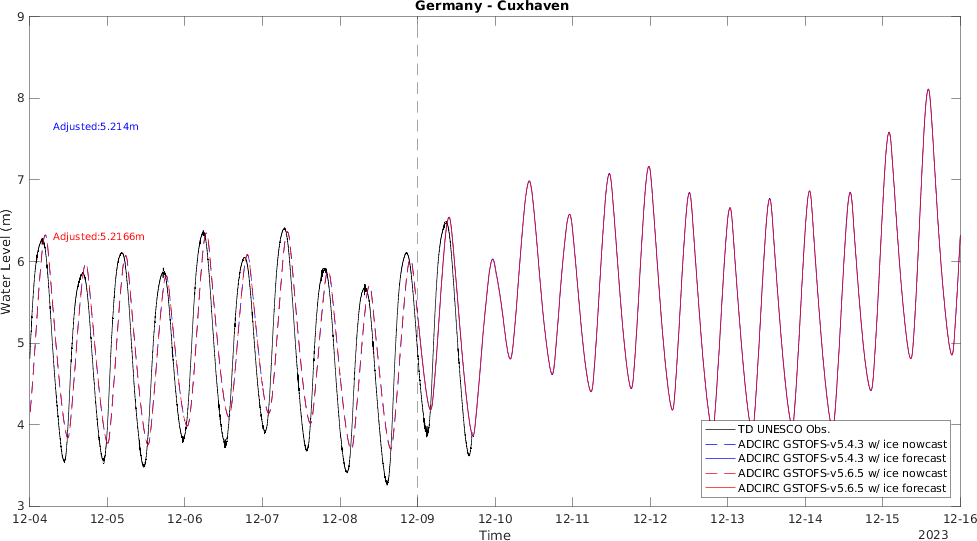 Germany - Cuxhaven
9
8
7
6
5
4
3
Water Level (m)
Adjusted:5.214m
Adjusted:5.2166m
TD UNESCO Obs.
ADCIRC GSTOFS-v5.4.3 w/ ice nowcast
ADCIRC GSTOFS-v5.4.3 w/ ice forecast
ADCIRC GSTOFS-v5.6.5 w/ ice nowcast
ADCIRC GSTOFS-v5.6.5 w/ ice forecast
12-04 12-05 12-06 12-07 12-08 12-09 12-10 12-11 12-12 12-13 12-14 12-15 12-16
Time
2023